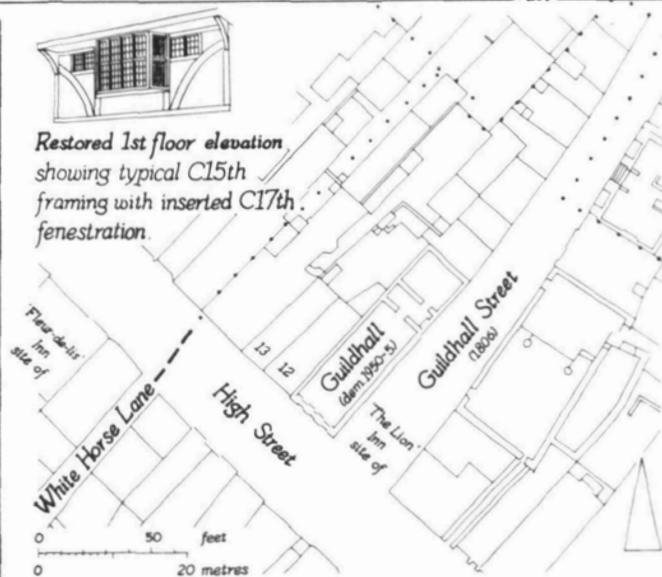 Restored 1st floor elevation
showing typical C15th
framing with inserted C17th
fenestration.
'Fleur-de-lis'
Inn
site of
White Horse Lane
High Street
13
12
Guildhall
(dem. 1950-5)
Guildhall Street
(1806)
'The Lion'
Inn
site of
0 50 feet
0 20 metres